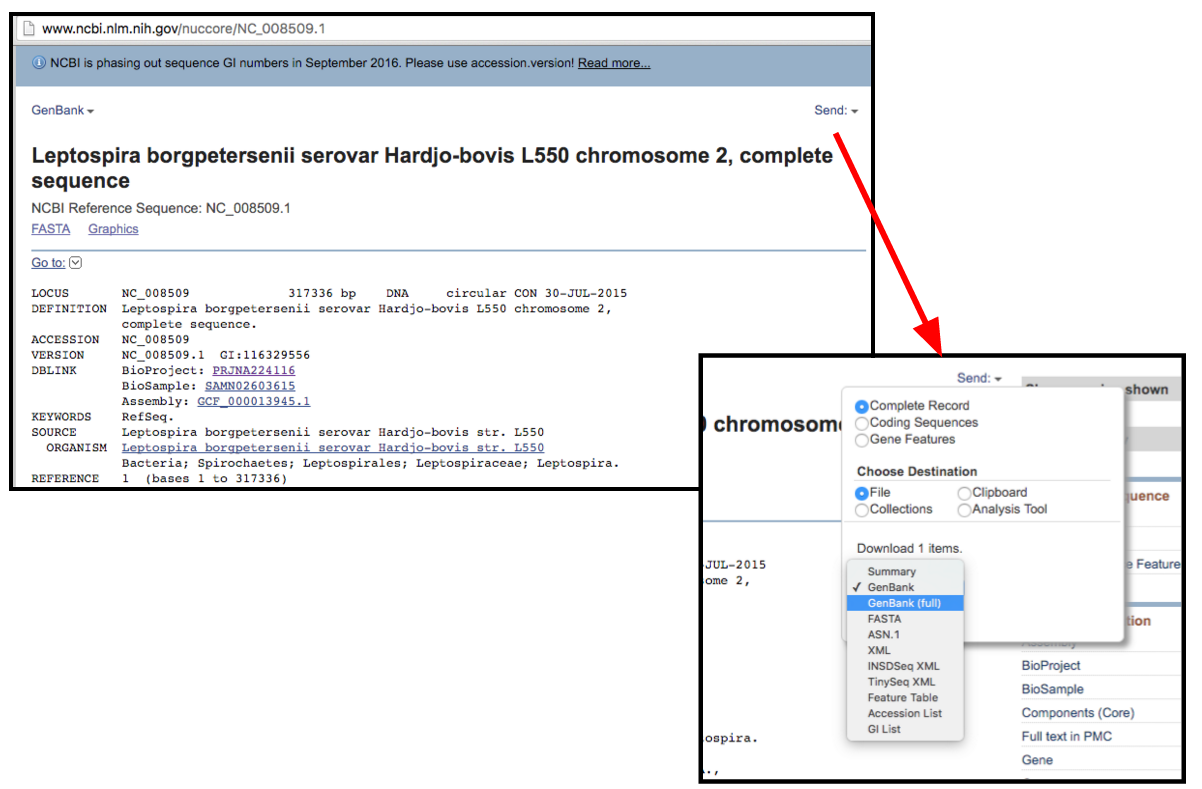 www.ncbi.nlm.nih.gov/nuccore/NC_008509.1
NCBI is phasing out sequence GI numbers in September 2016. Please use accession.version! Read more...
GenBank
Send:
Leptospira borgpetersenii serovar Hardjo-bovis L550 chromosome 2, complete
sequence
NCBI Reference Sequence: NC_008509.1
FASTA Graphics
Go to:
LOCUS NC_008509 317336 bp DNA circular CON 30-JUL-2015
DEFINITION Leptospira borgpetersenii serovar Hardjo-bovis L550 chromosome 2,
complete sequence.
ACCESSION NC_008509
VERSION NC_008509.1 GI:116329556
DBLINK BioProject: PRJNA224116
BioSample: SAMN02603615
Assembly: GCF_000013945.1
KEYWORDS RefSeq.
SOURCE Leptospira borgpetersenii serovar Hardjo-bovis str. L550
ORGANISM Leptospira borgpetersenii serovar Hardjo-bovis str. L550
Bacteria; Spirochaetes; Leptospirales; Leptospiraceae; Leptospira.
REFERENCE 1 (bases 1 to 317336)
Send:
shown
chromosom
Complete Record
Coding Sequences
Gene Features
Choose Destination
File Clipboard
Collections Analysis Tool
Download 1 items.
Summary
GenBank
GenBank (full)
FASTA
ASN.1
XML
INSDSeq XML
TinySeq XML
Feature Table
Accession List
GI List
-JUL-2015
ome 2,
ospira.
.,
uence
e Feature
tion
BioProject
BioSample
Components (Core)
Full text in PMC
Gene